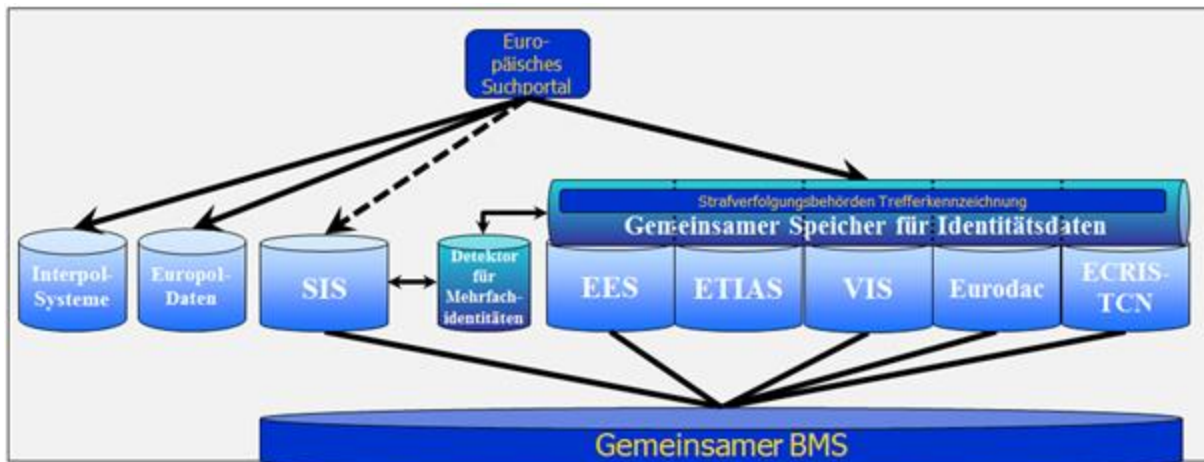 Euro-
päisches
Suchportal
Strafverfolgungsbehörden Trefferkennzeichnung
Gemeinsamer Speicher für Identitätsdaten
Interpol-
Systeme
Europol-
Daten
SIS
Detektor
für
Mehrfach-
identitäten
EES
ETIAS
VIS
Eurodac
ECRIS-
TCN
Gemeinsamer BMS